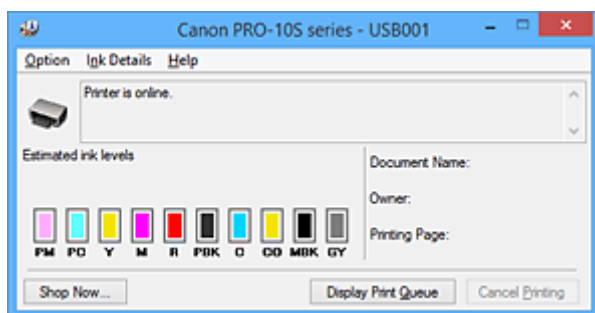 Canon PRO-10S series - USB001
Option Ink Details Help
Printer is online.
Estimated ink levels
Document Name:
Owner:
Printing Page:
PM PC Y M R PBK C CO MBK GY
Shop Now... Display Print Queue Cancel Printing